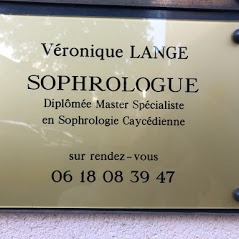 Véronique LANGE
SOPHROLOGUE
Diplômée Master Spécialiste
en Sophrologie Caycédienne
sur rendez-vous
06 18 08 39 47